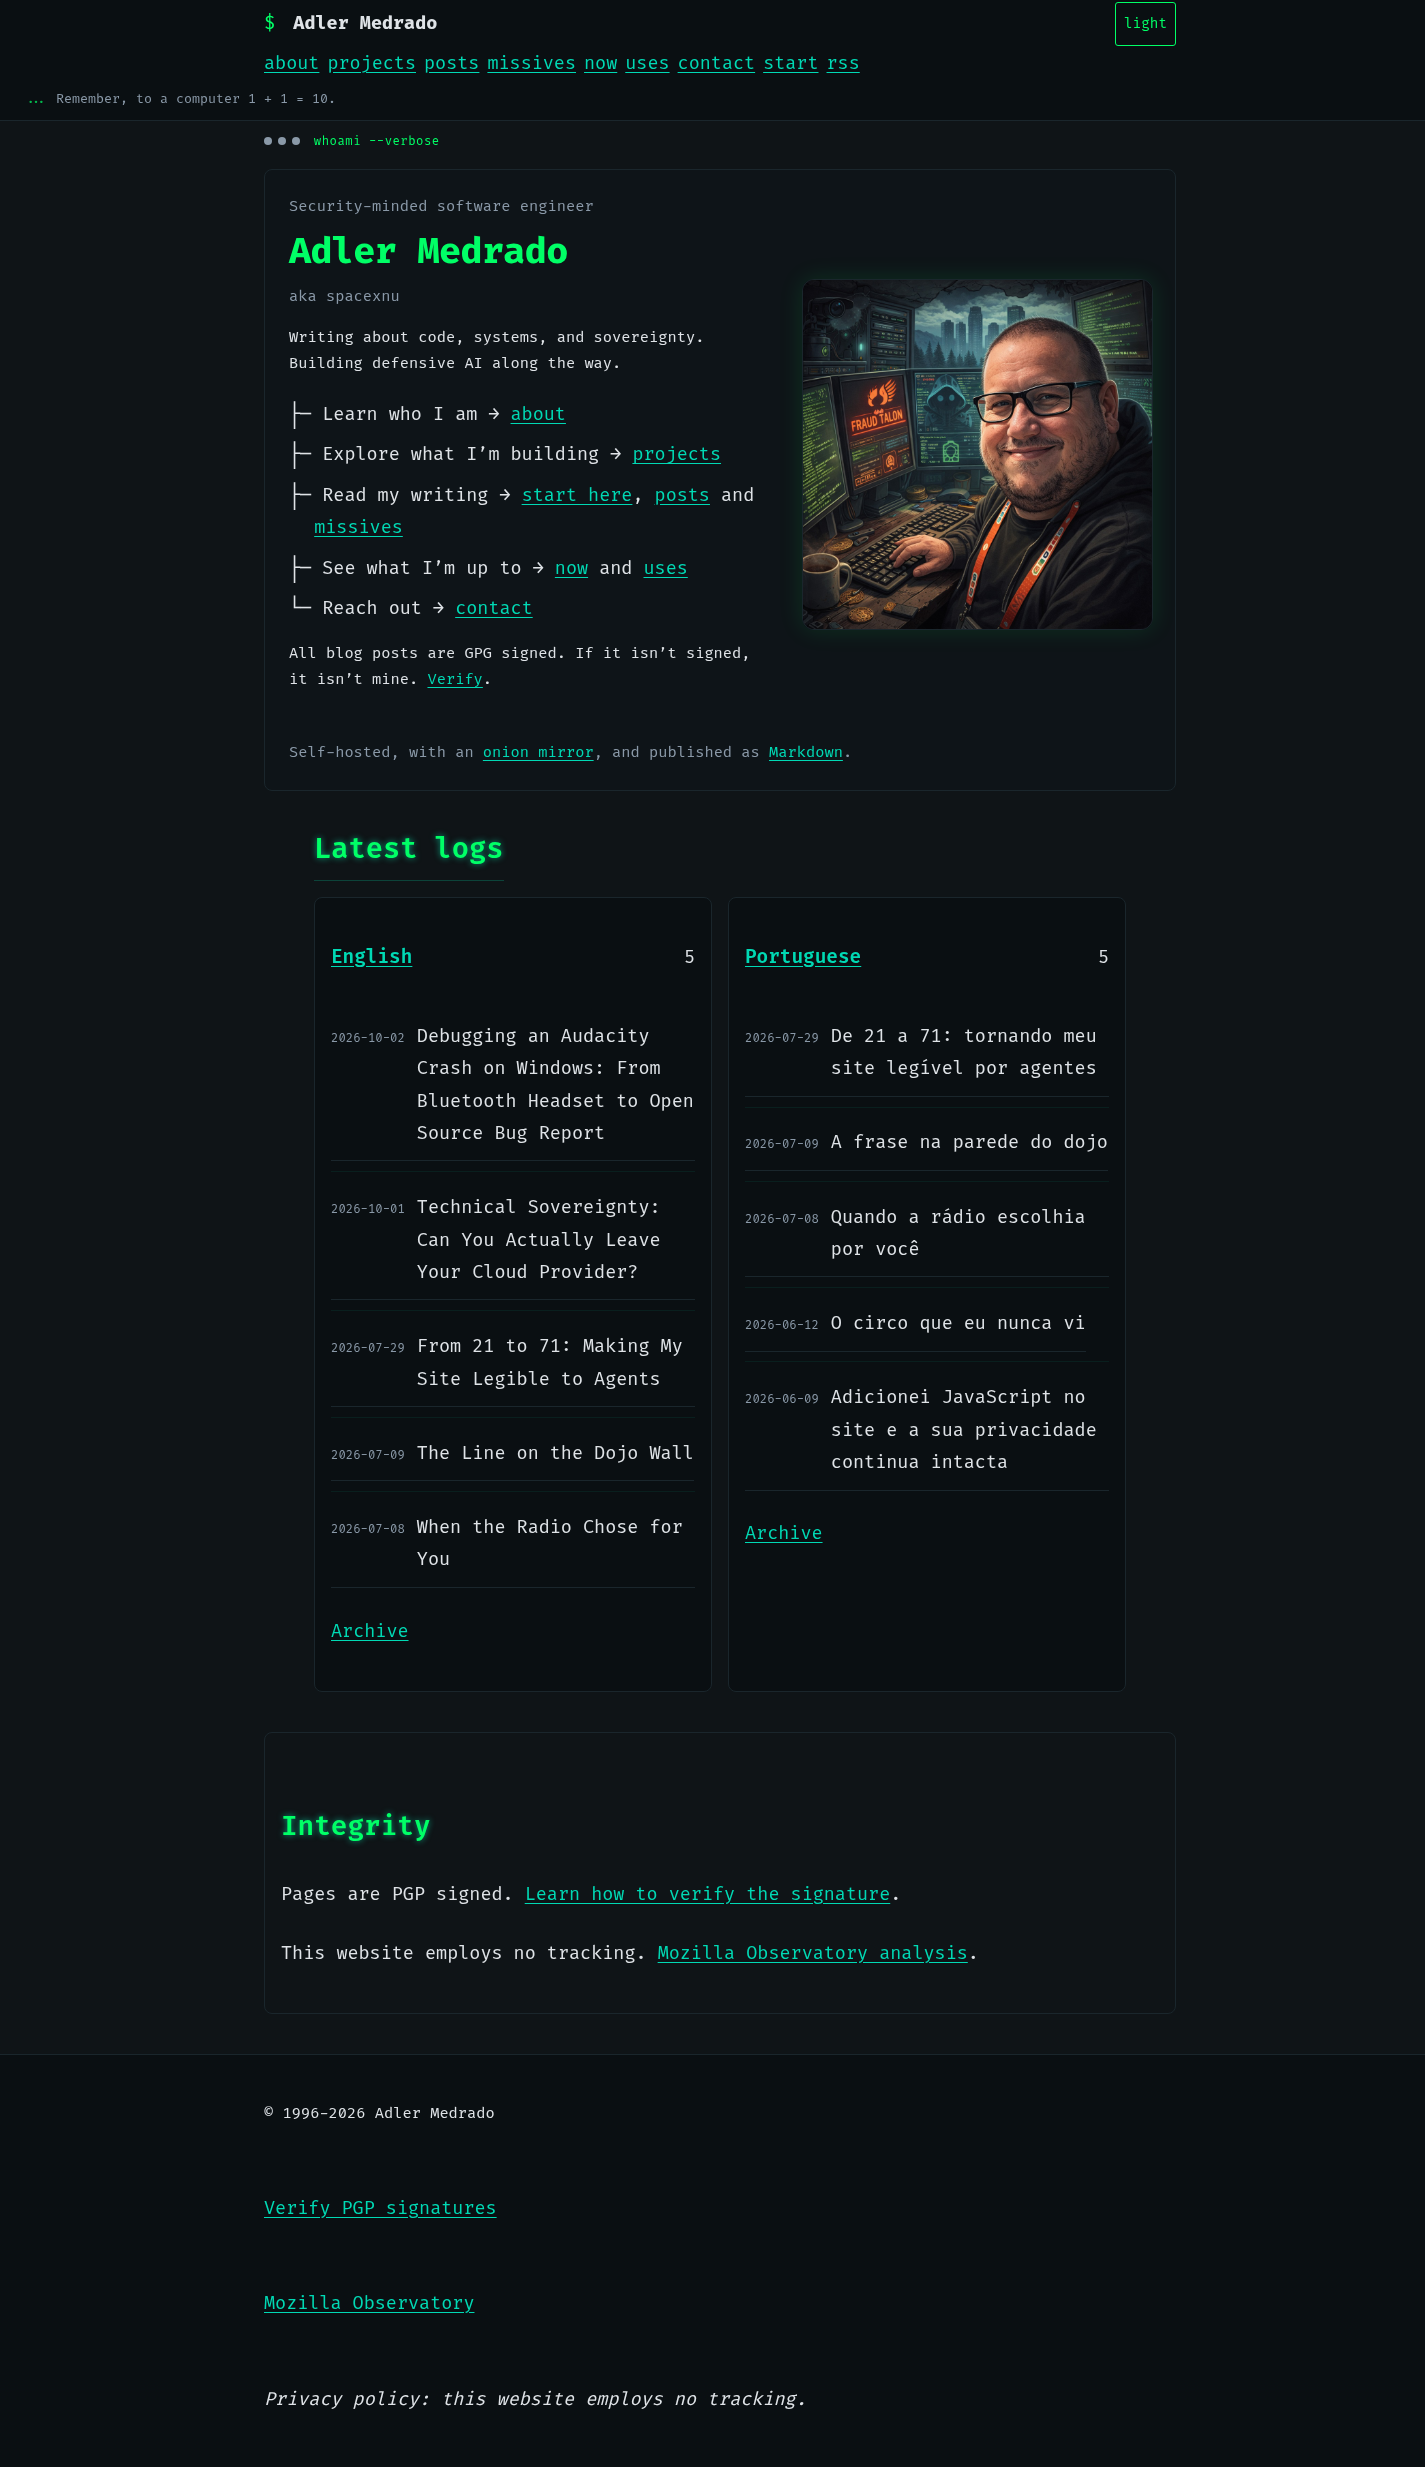 $ Adler Medrado
light
about projects posts missives now uses contact start rss
... Remember, to a computer 1 + 1 = 10.
whoami --verbose
Security-minded software engineer
Adler Medrado
aka spacexnu
Writing about code, systems, and sovereignty.
Building defensive AI along the way.
├─ Learn who I am → about
├─ Explore what I’m building → projects
├─ Read my writing → start here, posts and
missives
├─ See what I’m up to → now and uses
└─ Reach out → contact
All blog posts are GPG signed. If it isn’t signed,
it isn’t mine. Verify.
FRAUD TALON
Self-hosted, with an onion mirror, and published as Markdown.
Latest logs
English 5
2026-10-02 Debugging an Audacity
Crash on Windows: From
Bluetooth Headset to Open
Source Bug Report
2026-10-01 Technical Sovereignty:
Can You Actually Leave
Your Cloud Provider?
2026-07-29 From 21 to 71: Making My
Site Legible to Agents
2026-07-09 The Line on the Dojo Wall
2026-07-08 When the Radio Chose for
You
Archive
Portuguese 5
2026-07-29 De 21 a 71: tornando meu
site legível por agentes
2026-07-09 A frase na parede do dojo
2026-07-08 Quando a rádio escolhia
por você
2026-06-12 O circo que eu nunca vi
2026-06-09 Adicionei JavaScript no
site e a sua privacidade
continua intacta
Archive
Integrity
Pages are PGP signed. Learn how to verify the signature.
This website employs no tracking. Mozilla Observatory analysis.
© 1996-2026 Adler Medrado
Verify PGP signatures
Mozilla Observatory
Privacy policy: this website employs no tracking.